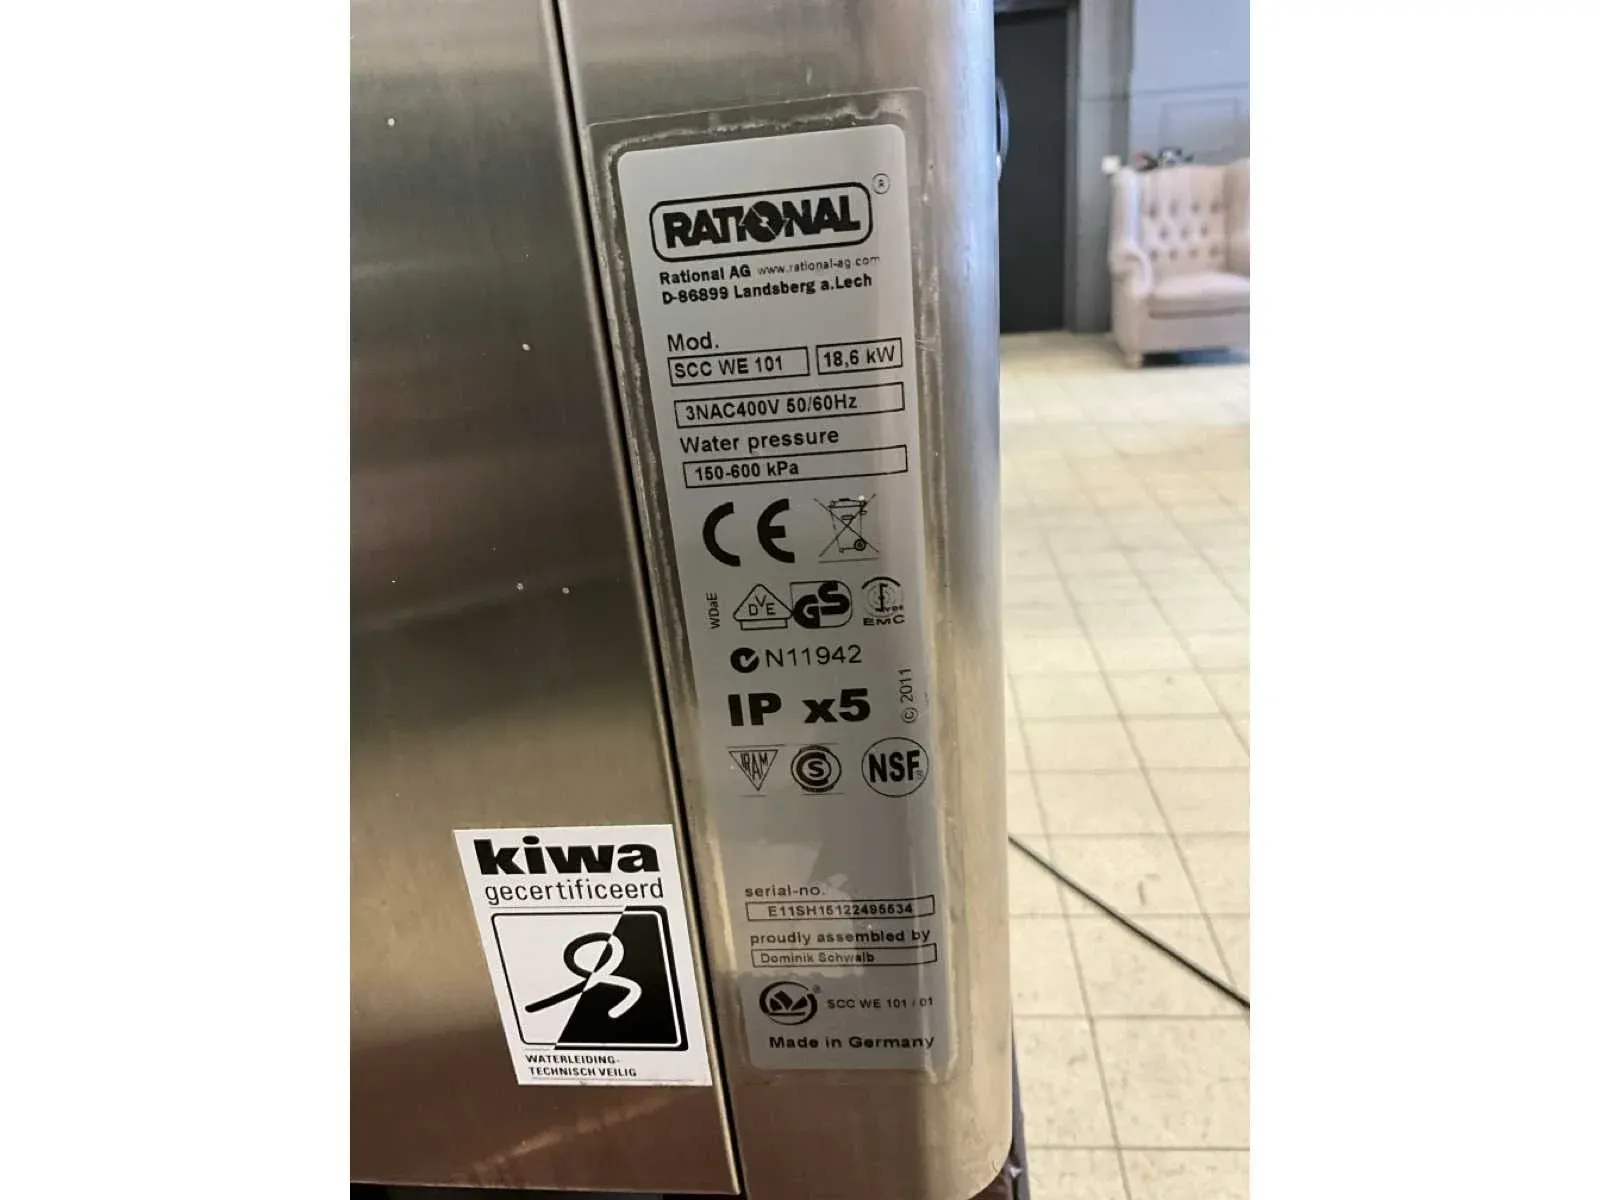 RATIONAL ®
Rational AG www.rational-ag.com
D-86899 Landsberg a.Lech
Mod.
SCC WE 101 18,6 kW
3NAC400V 50/60Hz
Water pressure
150-600 kPa
CE
WDaE DVE GS VDE EMC
N11942
IP x5 © 2011
IRAM S NSF
serial-no.
E11SH15122495534
proudly assembled by
Dominik Schwalb
® SCC WE 101 / 01
Made in Germany
kiwa
gecertificeerd
WATERLEIDING-
TECHNISCH VEILIG